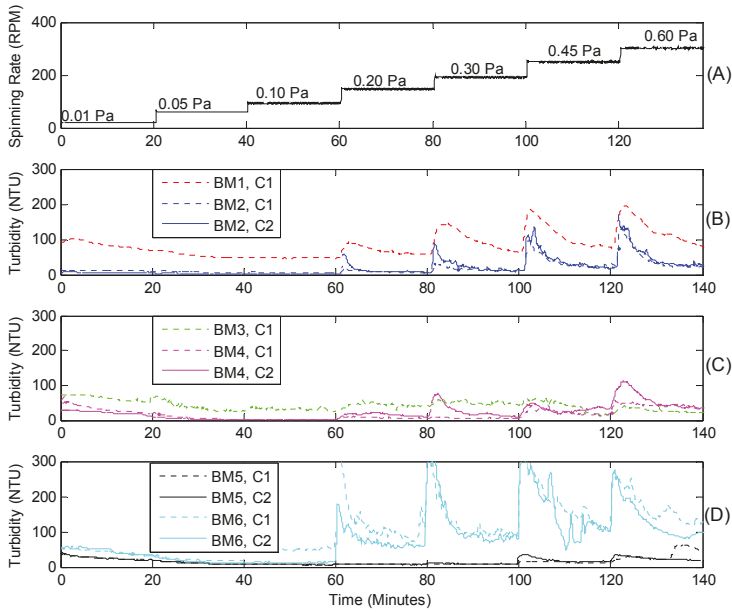 Spinning Rate (RPM)
400
200
0
0.01 Pa
0.05 Pa
0.10 Pa
0.20 Pa
0.30 Pa
0.45 Pa
0.60 Pa
(A)
0 20 40 60 80 100 120
Turbidity (NTU)
300
200
100
0
BM1, C1
BM2, C1
BM2, C2
(B)
0 20 40 60 80 100 120 140
Turbidity (NTU)
300
200
100
0
BM3, C1
BM4, C1
BM4, C2
(C)
0 20 40 60 80 100 120 140
Turbidity (NTU)
300
200
100
0
BM5, C1
BM5, C2
BM6, C1
BM6, C2
(D)
0 20 40 60 80 100 120 140
Time (Minutes)